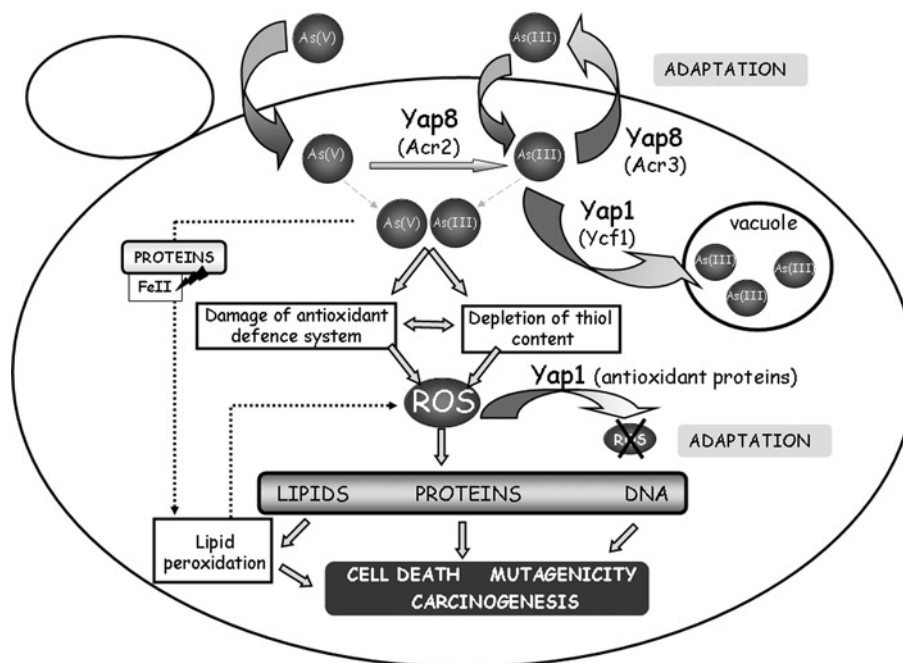 As(V)
As(III)
ADAPTATION
Yap8
(Acr2)
As(V)
As(III)
Yap8
(Acr3)
As(V)
As(III)
Yap1
(Ycf1)
vacuole
As(III)
As(III)
As(III)
PROTEINS
FeII
Damage of antioxidant
defence system
Depletion of thiol
content
ROS
Yap1 (antioxidant proteins)
ROS
ADAPTATION
LIPIDS PROTEINS DNA
Lipid
peroxidation
CELL DEATH MUTAGENICITY
CARCINOGENESIS